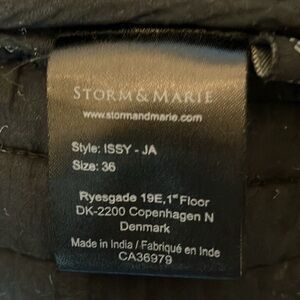 STORM & MARIE
www.stormandmarie.com
Style: ISSY - JA
Size: 36
Ryesgade 19E,1st Floor
DK-2200 Copenhagen N
Denmark
Made in India / Fabriqué en Inde
CA36979